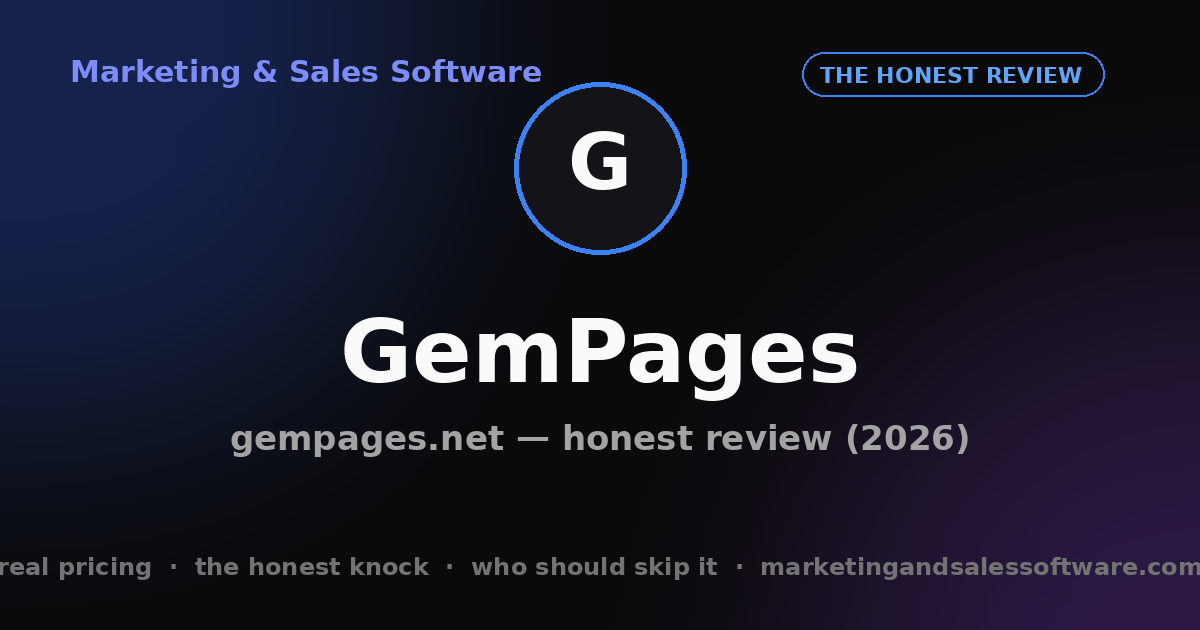 Marketing & Sales Software
THE HONEST REVIEW
G
GemPages
gempages.net — honest review (2026)
real pricing · the honest knock · who should skip it · marketingandsalessoftware.com